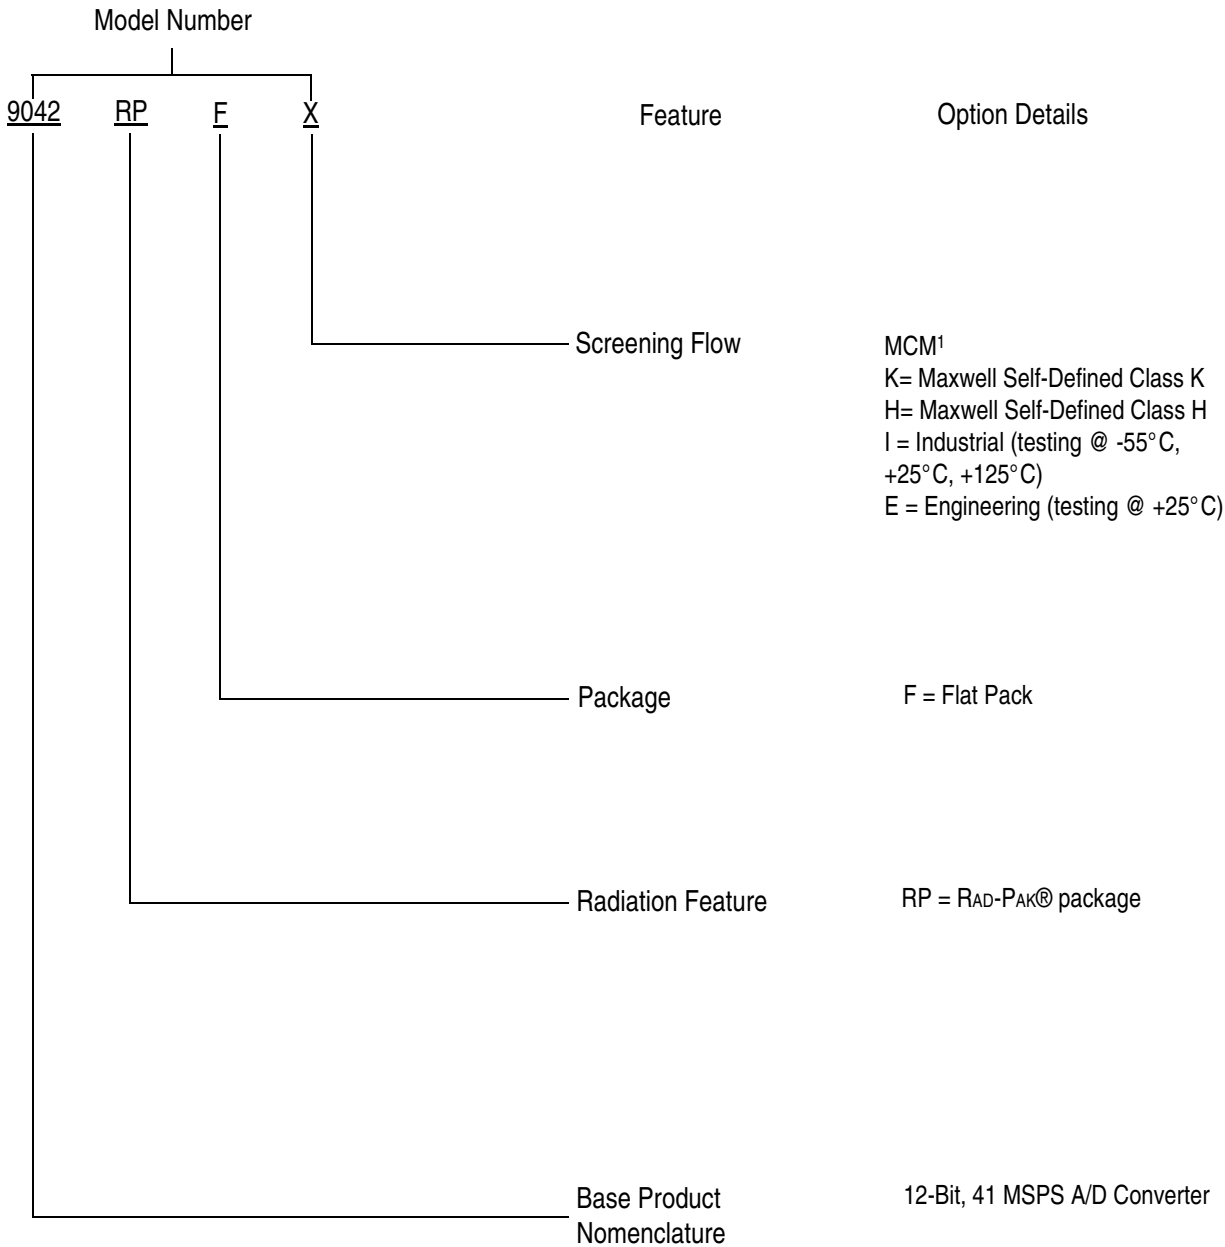 Model Number
9042 RP F X
Feature Option Details
Screening Flow
MCM¹
K= Maxwell Self-Defined Class K
H= Maxwell Self-Defined Class H
I = Industrial (testing @ -55°C,
+25°C, +125°C)
E = Engineering (testing @ +25°C)
Package
F = Flat Pack
Radiation Feature
RP = RAD-PAK® package
Base Product
Nomenclature
12-Bit, 41 MSPS A/D Converter